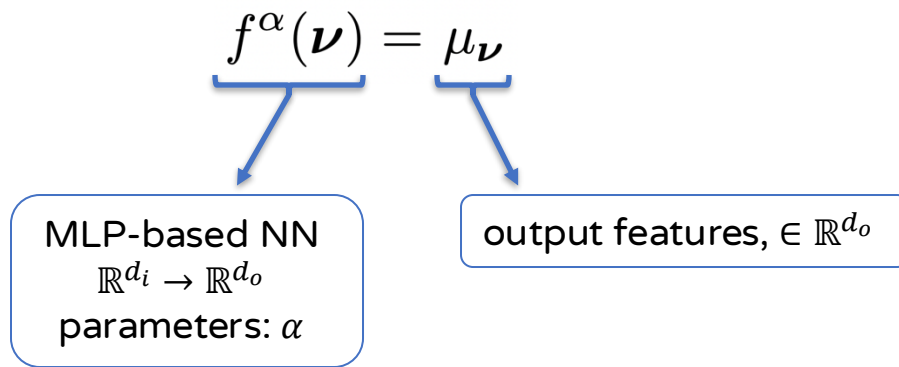 f^α(𝝂) = μ_𝝂
MLP-based NN
ℝ^{d_i} → ℝ^{d_o}
parameters: α
output features, ∈ ℝ^{d_o}